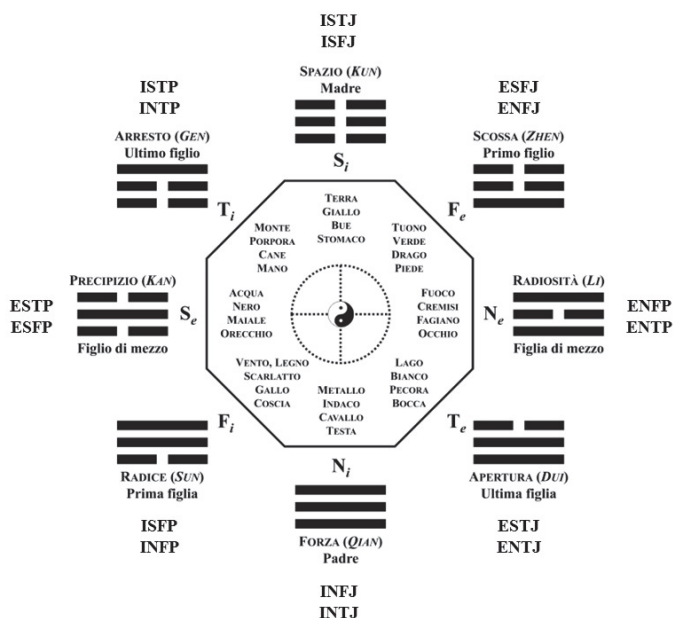 ISTJ
ISFJ
SPAZIO (KUN)
Madre
Si
ISTP
INTP
ARRESTO (GEN)
Ultimo figlio
Ti
ESFJ
ENFJ
SCOSSA (ZHEN)
Primo figlio
Fe
TERRA
GIALLO
BUE
STOMACO
MONTE
PORPORA
CANE
MANO
TUONO
VERDE
DRAGO
PIEDE
ESTP
ESFP
PRECIPIZIO (KAN)
Figlio di mezzo
Se
ACQUA
NERO
MAIALE
ORECCHIO
FUOCO
CREMISI
FAGIANO
OCCHIO
Ne
RADIOSITÀ (LI)
Figlia di mezzo
ENFP
ENTP
VENTO, LEGNO
SCARLATTO
GALLO
COSCIA
METALLO
INDACO
CAVALLO
TESTA
LAGO
BIANCO
PECORA
BOCCA
Fi
RADICE (SUN)
Prima figlia
ISFP
INFP
Ni
FORZA (QIAN)
Padre
INFJ
INTJ
Te
APERTURA (DUI)
Ultima figlia
ESTJ
ENTJ